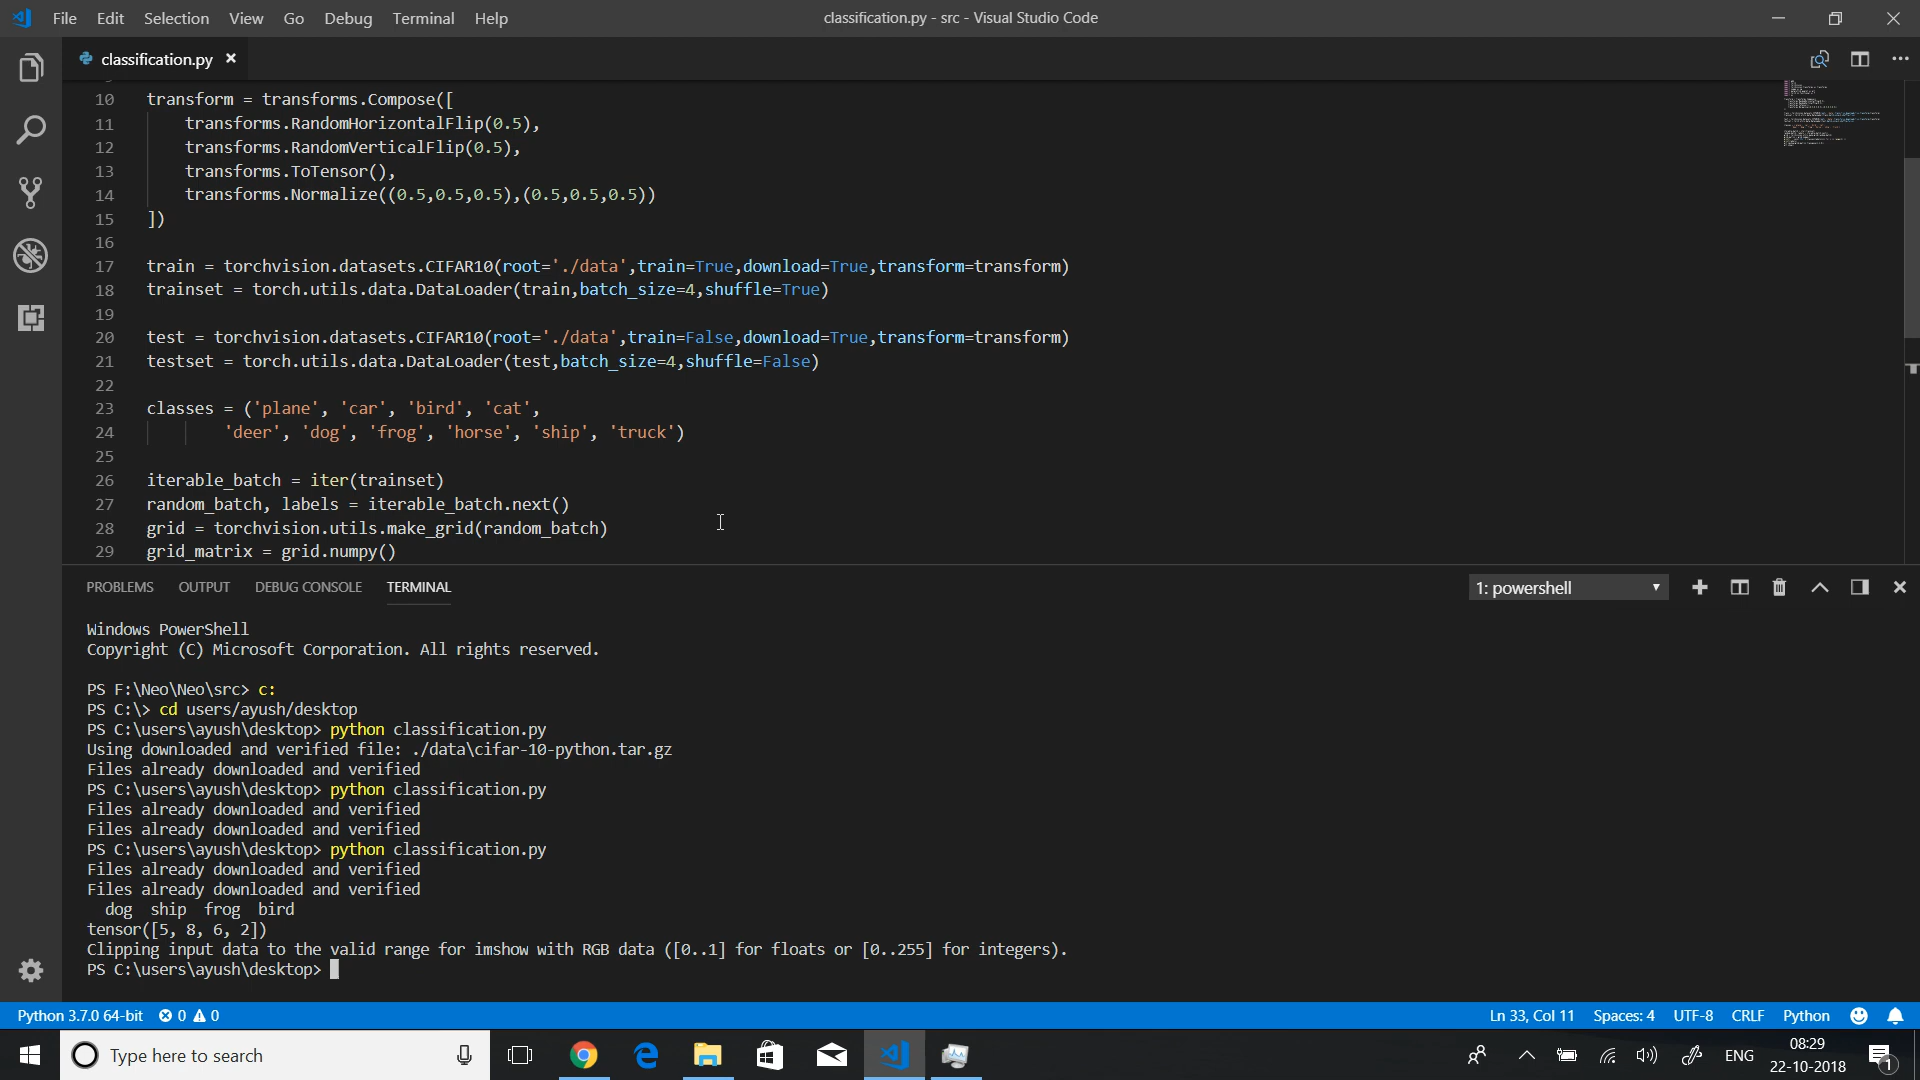 File Edit Selection View Go Debug Terminal Help
classification.py - src - Visual Studio Code
classification.py
10 transform = transforms.Compose([
11 transforms.RandomHorizontalFlip(0.5),
12 transforms.RandomVerticalFlip(0.5),
13 transforms.ToTensor(),
14 transforms.Normalize((0.5,0.5,0.5),(0.5,0.5,0.5))
15 ])
16
17 train = torchvision.datasets.CIFAR10(root='./data',train=True,download=True,transform=transform)
18 trainset = torch.utils.data.DataLoader(train,batch_size=4,shuffle=True)
19
20 test = torchvision.datasets.CIFAR10(root='./data',train=False,download=True,transform=transform)
21 testset = torch.utils.data.DataLoader(test,batch_size=4,shuffle=False)
22
23 classes = ('plane', 'car', 'bird', 'cat',
24 'deer', 'dog', 'frog', 'horse', 'ship', 'truck')
25
26 iterable_batch = iter(trainset)
27 random_batch, labels = iterable_batch.next()
28 grid = torchvision.utils.make_grid(random_batch)
29 grid_matrix = grid.numpy()
PROBLEMS OUTPUT DEBUG CONSOLE TERMINAL
1: powershell
Windows PowerShell
Copyright (C) Microsoft Corporation. All rights reserved.
PS F:\Neo\Neo\src> c:
PS C:\> cd users/ayush/desktop
PS C:\users\ayush\desktop> python classification.py
Using downloaded and verified file: ./data\cifar-10-python.tar.gz
Files already downloaded and verified
PS C:\users\ayush\desktop> python classification.py
Files already downloaded and verified
Files already downloaded and verified
PS C:\users\ayush\desktop> python classification.py
Files already downloaded and verified
Files already downloaded and verified
dog ship frog bird
tensor([5, 8, 6, 2])
Clipping input data to the valid range for imshow with RGB data ([0..1] for floats or [0..255] for integers).
PS C:\users\ayush\desktop>
Python 3.7.0 64-bit 0 0
Ln 33, Col 11 Spaces: 4 UTF-8 CRLF Python
Type here to search
ENG
08:29
22-10-2018
1